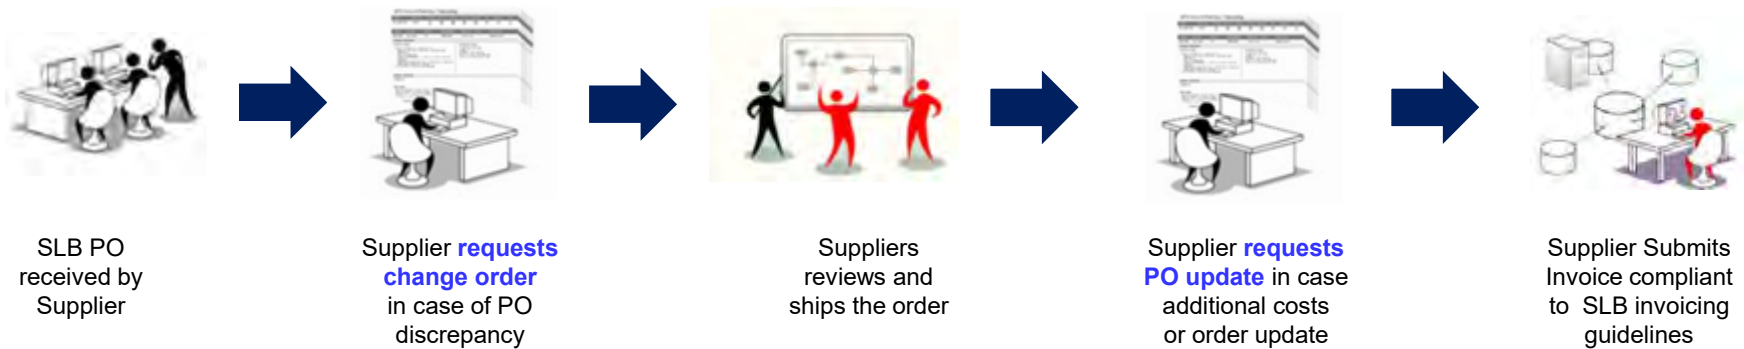 SLB PO
received by
Supplier
Supplier requests
change order
in case of PO
discrepancy
Suppliers
reviews and
ships the order
Supplier requests
PO update in case
additional costs
or order update
Supplier Submits
Invoice compliant
to SLB invoicing
guidelines